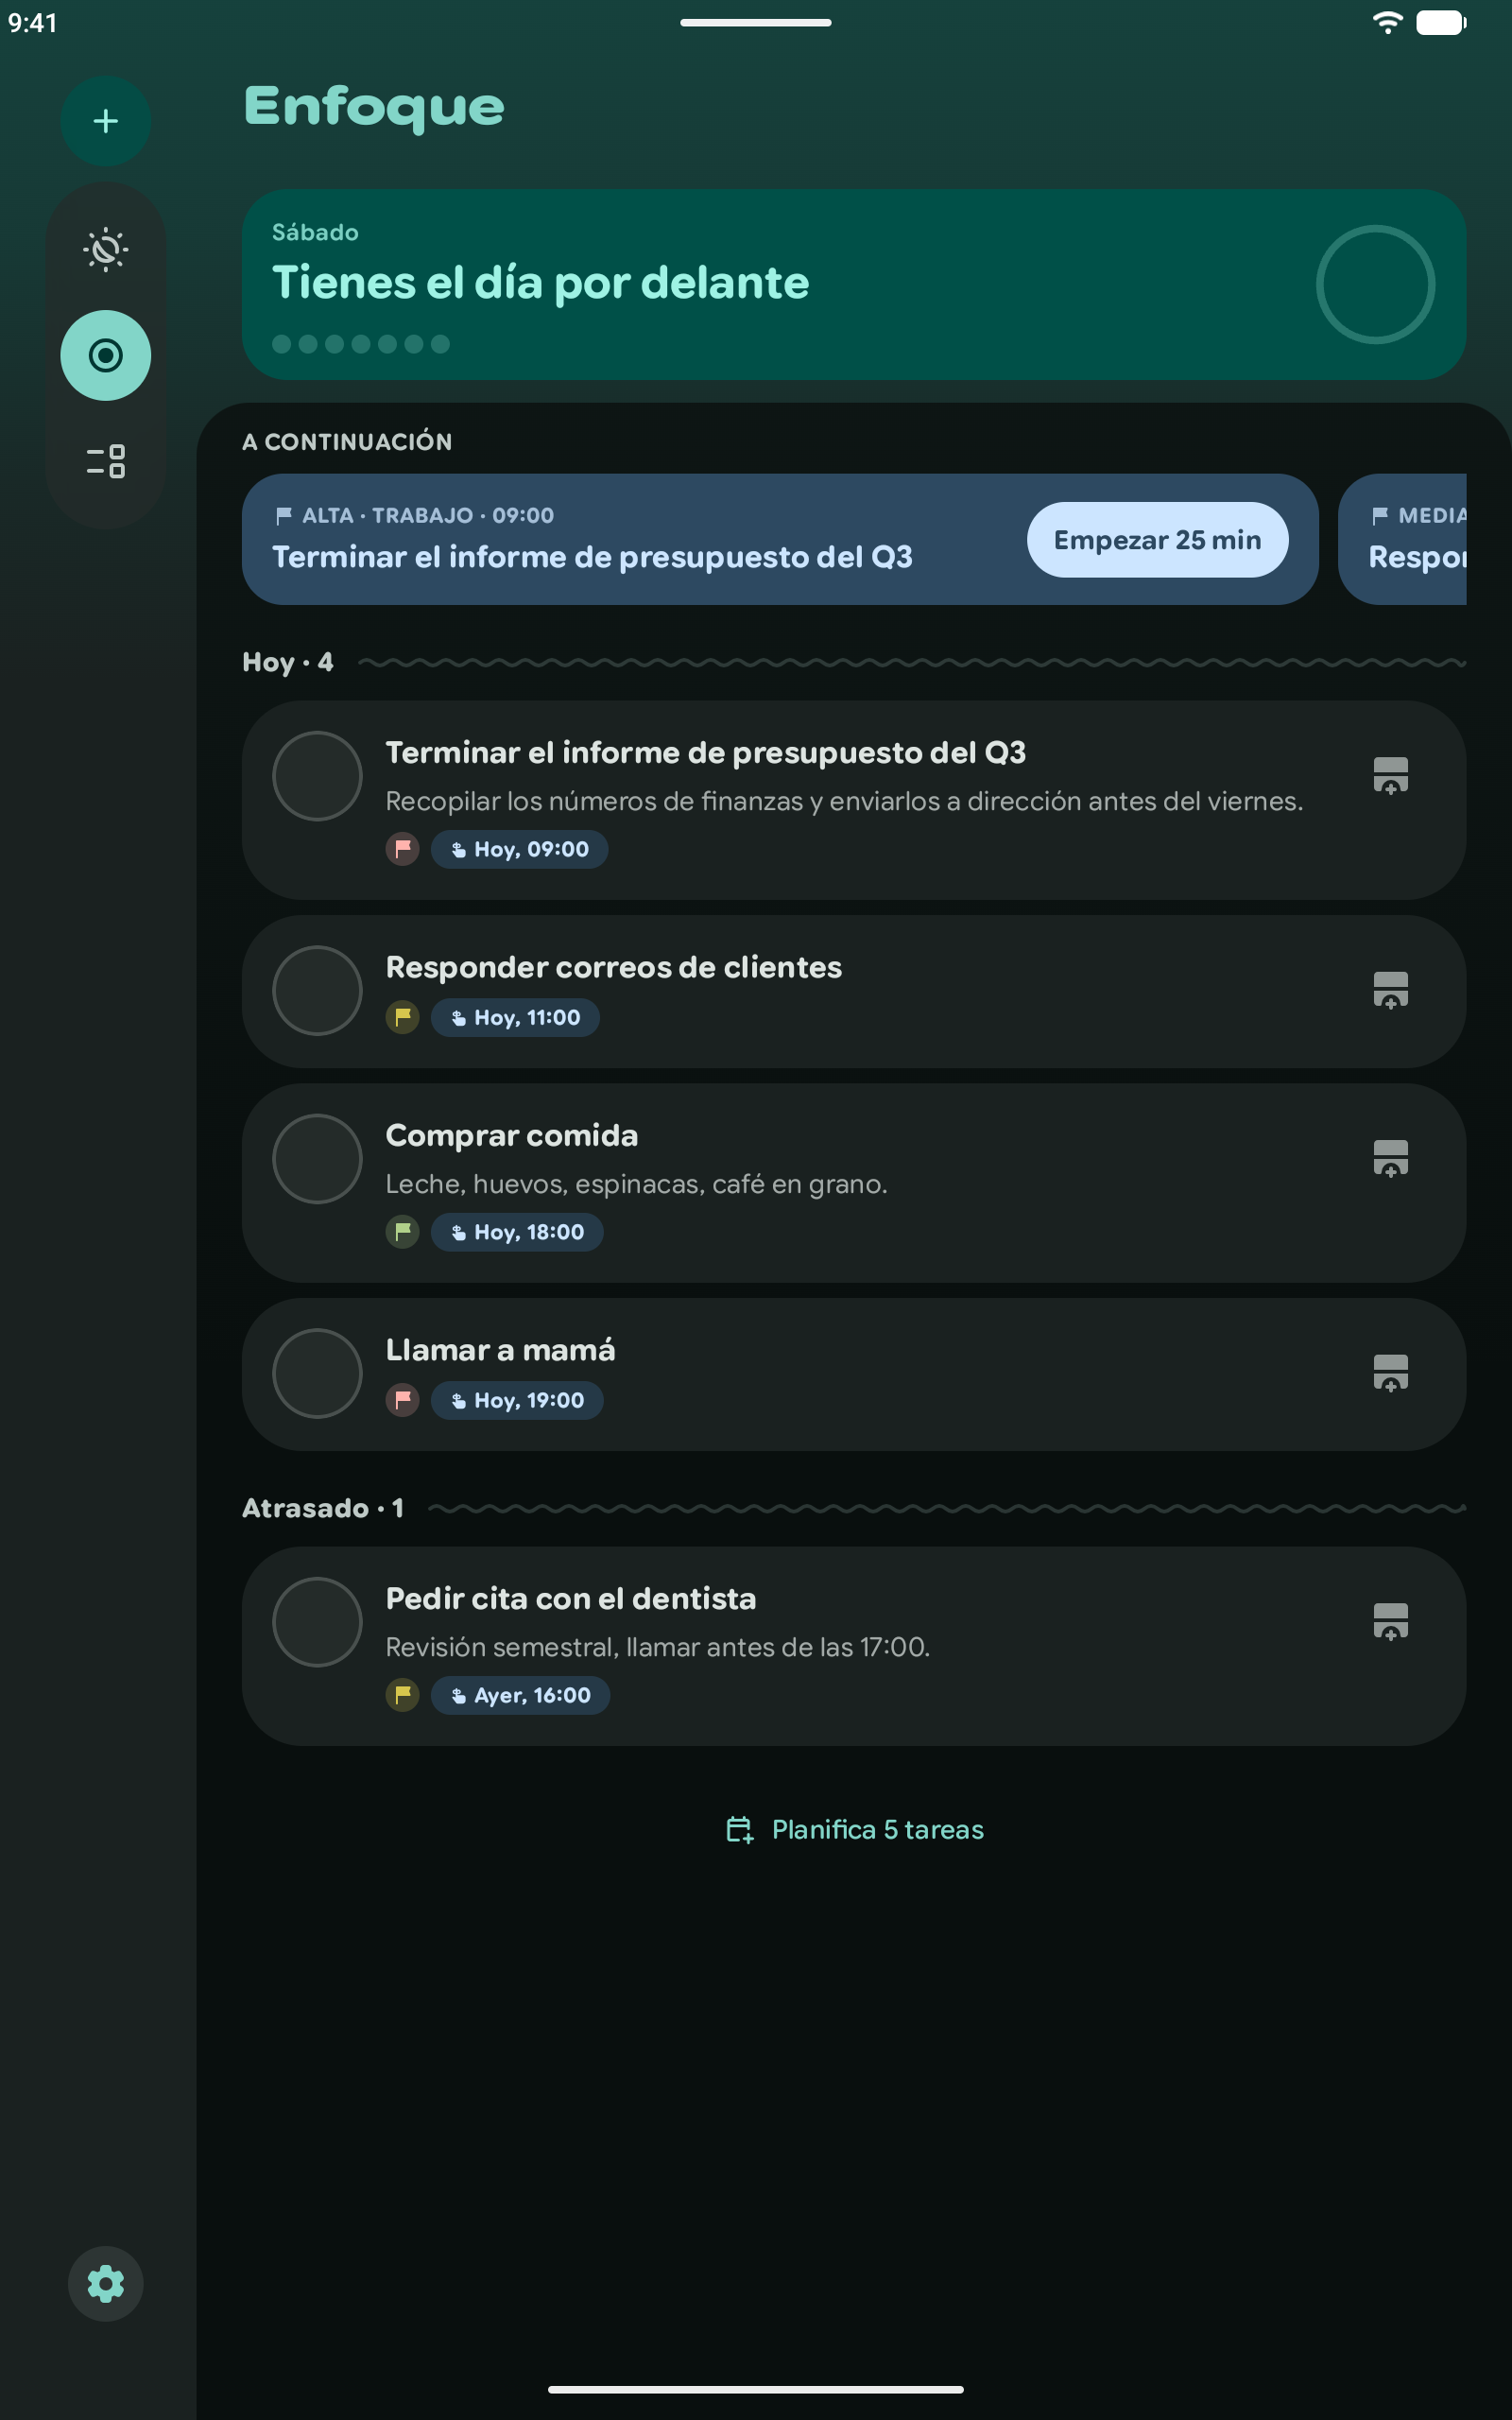 9:41
Enfoque
Sábado
Tienes el día por delante
A CONTINUACIÓN
ALTA · TRABAJO · 09:00
Terminar el informe de presupuesto del Q3
Empezar 25 min
MEDIA
Respon
Hoy · 4
Terminar el informe de presupuesto del Q3
Recopilar los números de finanzas y enviarlos a dirección antes del viernes.
Hoy, 09:00
Responder correos de clientes
Hoy, 11:00
Comprar comida
Leche, huevos, espinacas, café en grano.
Hoy, 18:00
Llamar a mamá
Hoy, 19:00
Atrasado · 1
Pedir cita con el dentista
Revisión semestral, llamar antes de las 17:00.
Ayer, 16:00
Planifica 5 tareas